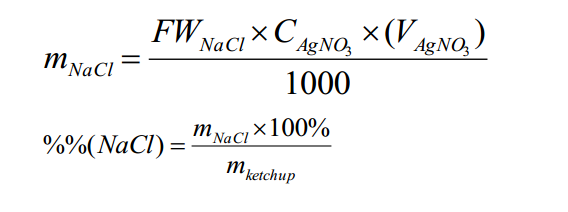 m_NaCl = FW_NaCl × C_AgNO₃ × (V_AgNO₃) / 1000
%%(NaCl) = m_NaCl × 100% / m_ketchup